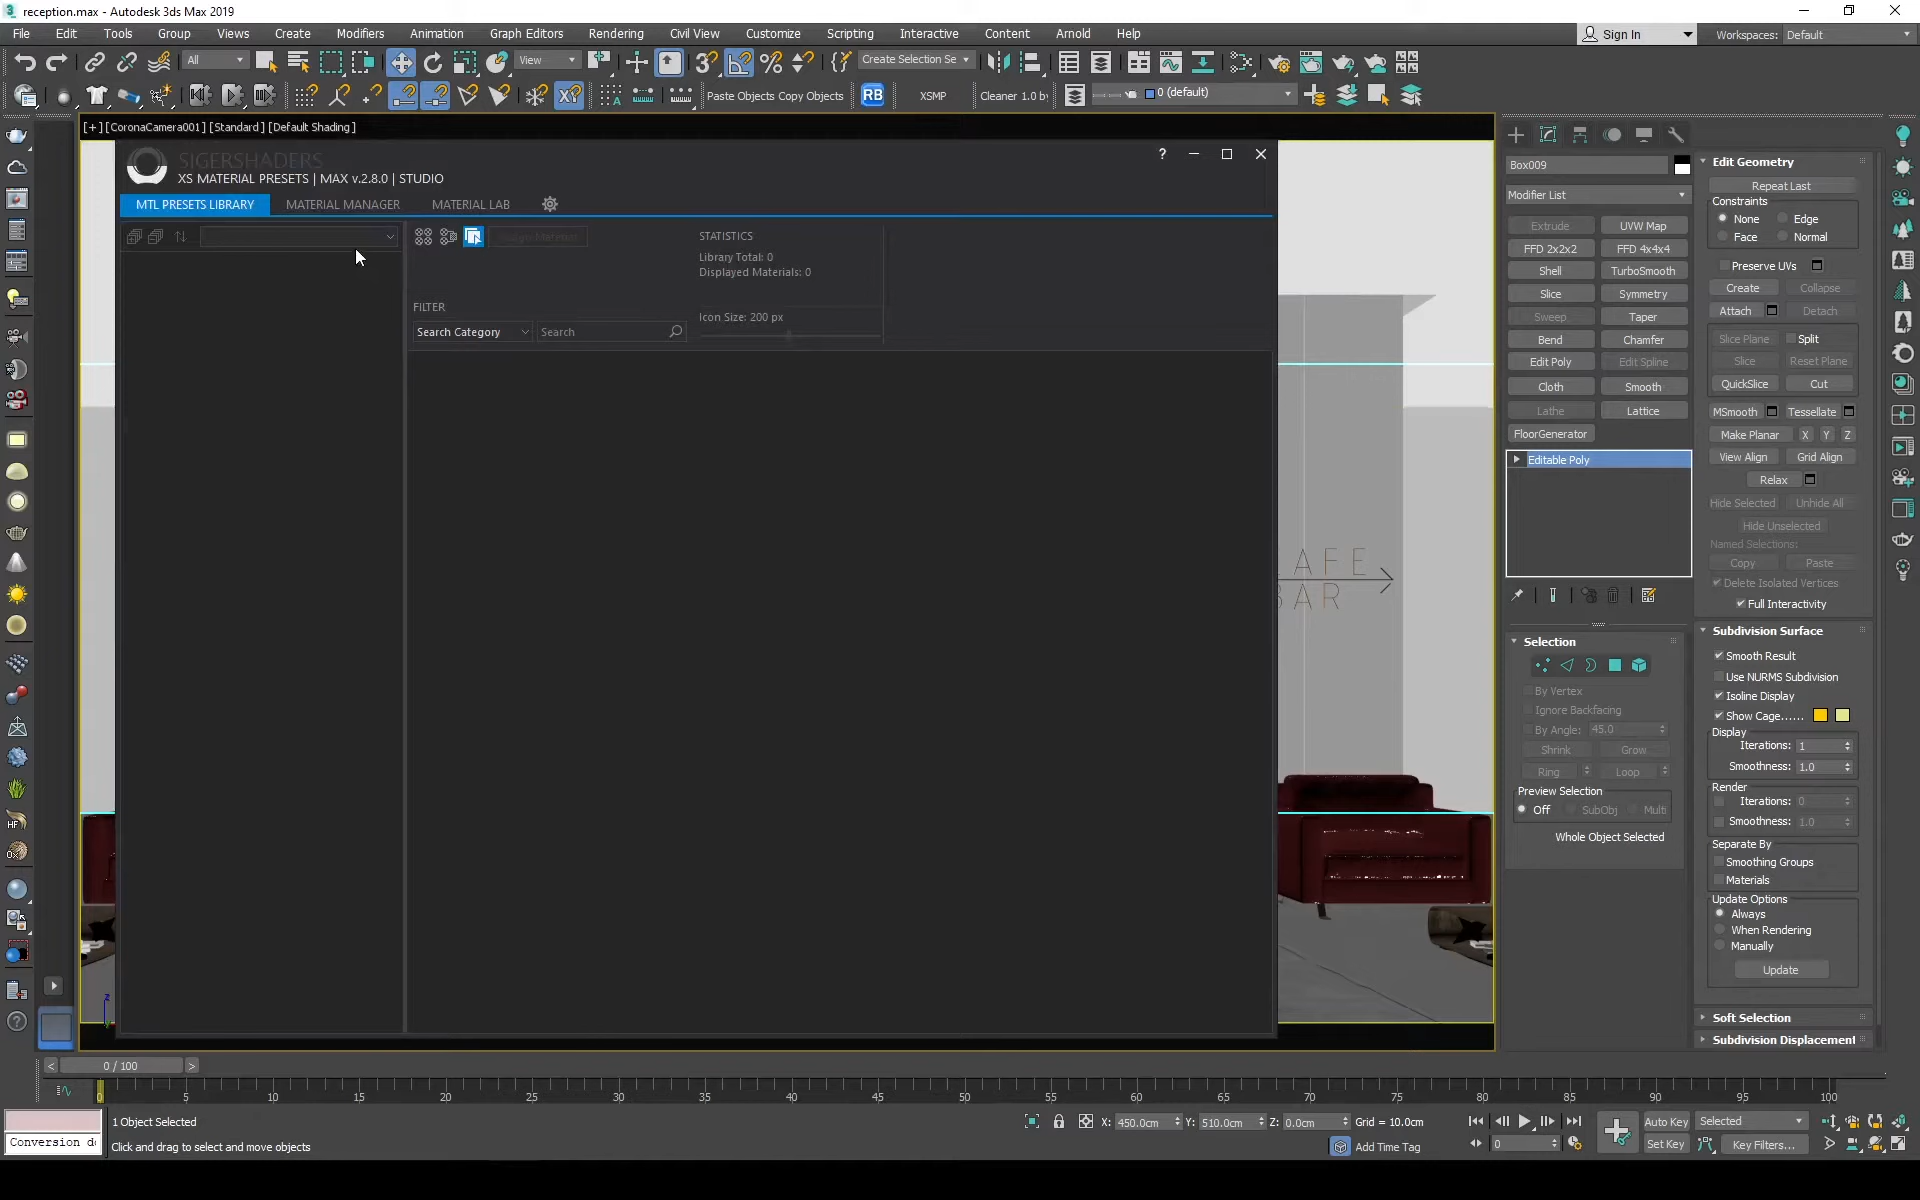 reception.max - Autodesk 3ds Max 2019
File Edit Tools Group Views Create Modifiers Animation Graph Editors Rendering Civil View Customize Scripting Interactive Content Arnold Help
Sign In Workspaces: Default
All View Create Selection Se
Paste Objects Copy Objects RB XSMP Cleaner 1.0 by 0 (default)
[+] [CoronaCamera001] [Standard] [Default Shading]
SIGERSHADERS
XS MATERIAL PRESETS | MAX v.2.8.0 | STUDIO
MTL PRESETS LIBRARY MATERIAL MANAGER MATERIAL LAB
STATISTICS
Library Total: 0
Displayed Materials: 0
FILTER
Icon Size: 200 px
Search Category Search
AFE
BAR
Box009
Modifier List
Extrude UVW Map
FFD 2x2x2 FFD 4x4x4
Shell TurboSmooth
Slice Symmetry
Sweep Taper
Bend Chamfer
Edit Poly Edit Spline
Cloth Smooth
Lathe Lattice
FloorGenerator
Editable Poly
Selection
By Vertex
Ignore Backfacing
By Angle: 45.0
Shrink Grow
Ring Loop
Preview Selection
Off SubObj Multi
Whole Object Selected
Edit Geometry
Repeat Last
Constraints
None Edge
Face Normal
Preserve UVs
Create Collapse
Attach Detach
Slice Plane Split
Slice Reset Plane
QuickSlice Cut
MSmooth Tessellate
Make Planar X Y Z
View Align Grid Align
Relax
Hide Selected Unhide All
Hide Unselected
Named Selections:
Copy Paste
Delete Isolated Vertices
Full Interactivity
Subdivision Surface
Smooth Result
Use NURMS Subdivision
Isoline Display
Show Cage......
Display
Iterations: 1
Smoothness: 1.0
Render
Iterations: 0
Smoothness: 1.0
Separate By
Smoothing Groups
Materials
Update Options
Always
When Rendering
Manually
Update
Soft Selection
Subdivision Displacement
0 / 100
0 5 10 15 20 25 30 35 40 45 50 55 60 65 70 75 80 85 90 95 100
1 Object Selected X: 450.0cm Y: 510.0cm Z: 0.0cm Grid = 10.0cm Auto Key Selected
Conversion do Click and drag to select and move objects Add Time Tag 0 Set Key Key Filters...